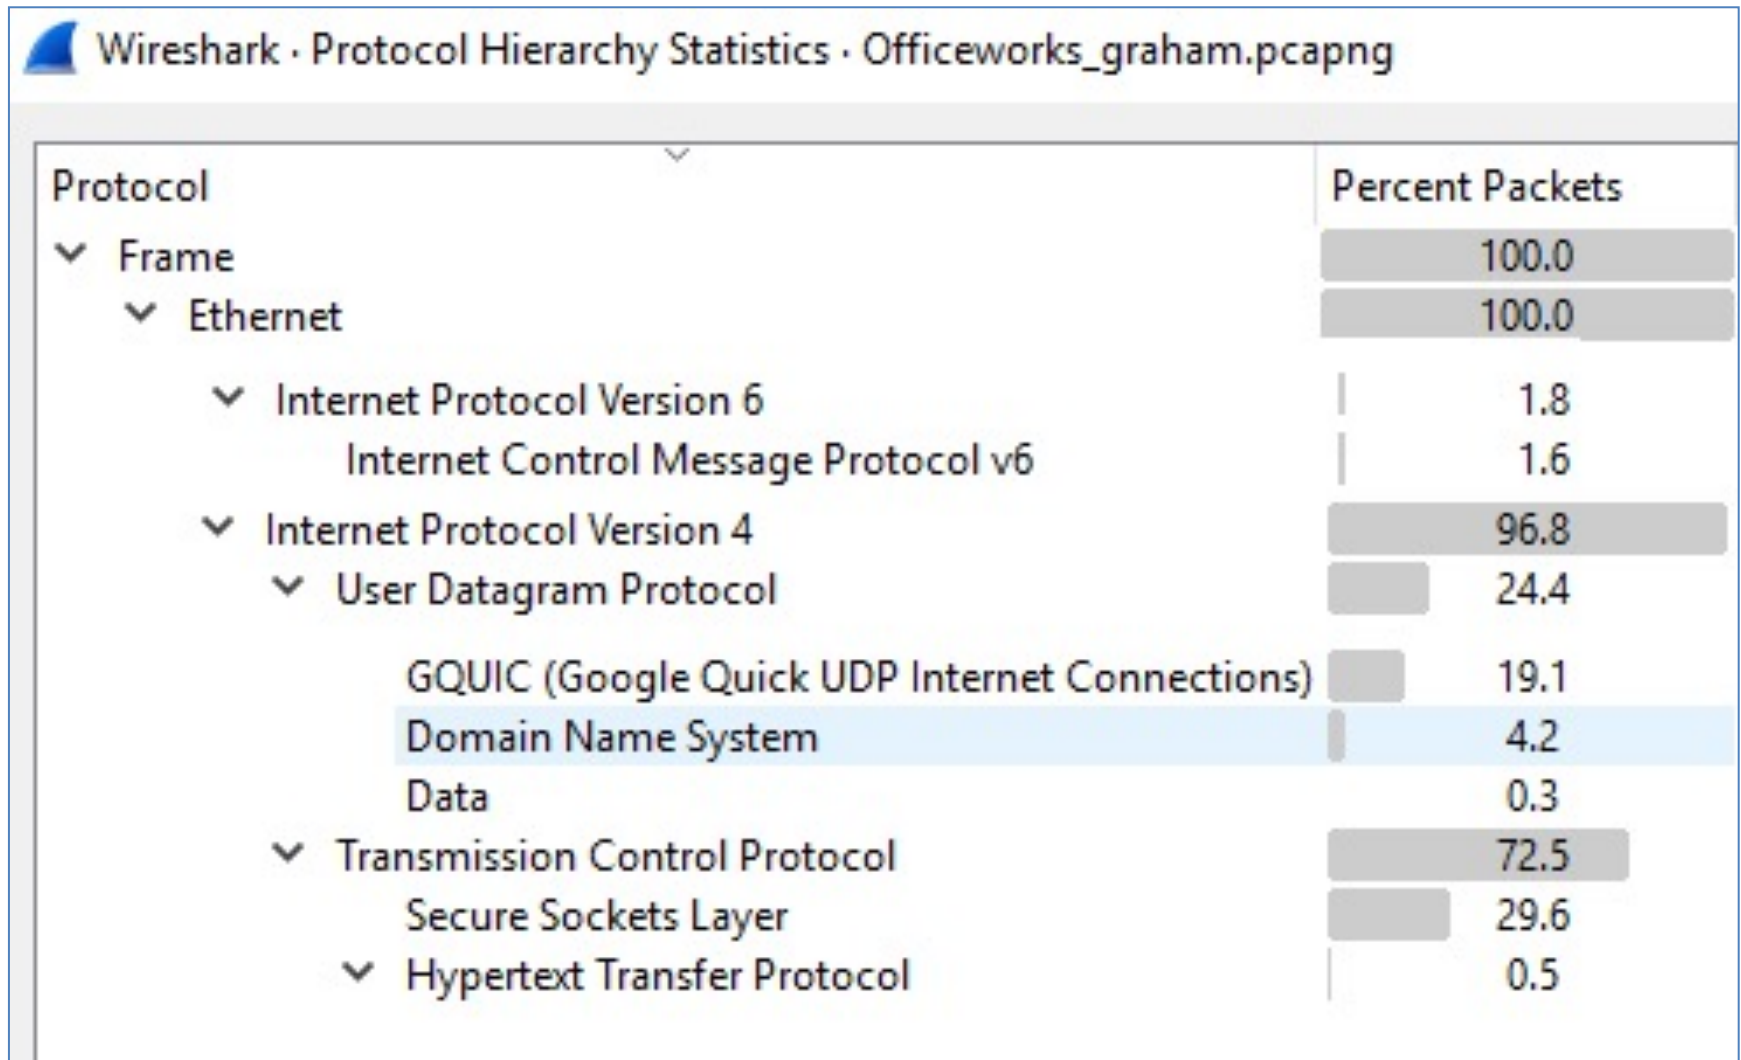 Wireshark · Protocol Hierarchy Statistics · Officeworks_graham.pcapng
Protocol Percent Packets
Frame 100.0
Ethernet 100.0
Internet Protocol Version 6 1.8
Internet Control Message Protocol v6 1.6
Internet Protocol Version 4 96.8
User Datagram Protocol 24.4
GQUIC (Google Quick UDP Internet Connections) 19.1
Domain Name System 4.2
Data 0.3
Transmission Control Protocol 72.5
Secure Sockets Layer 29.6
Hypertext Transfer Protocol 0.5